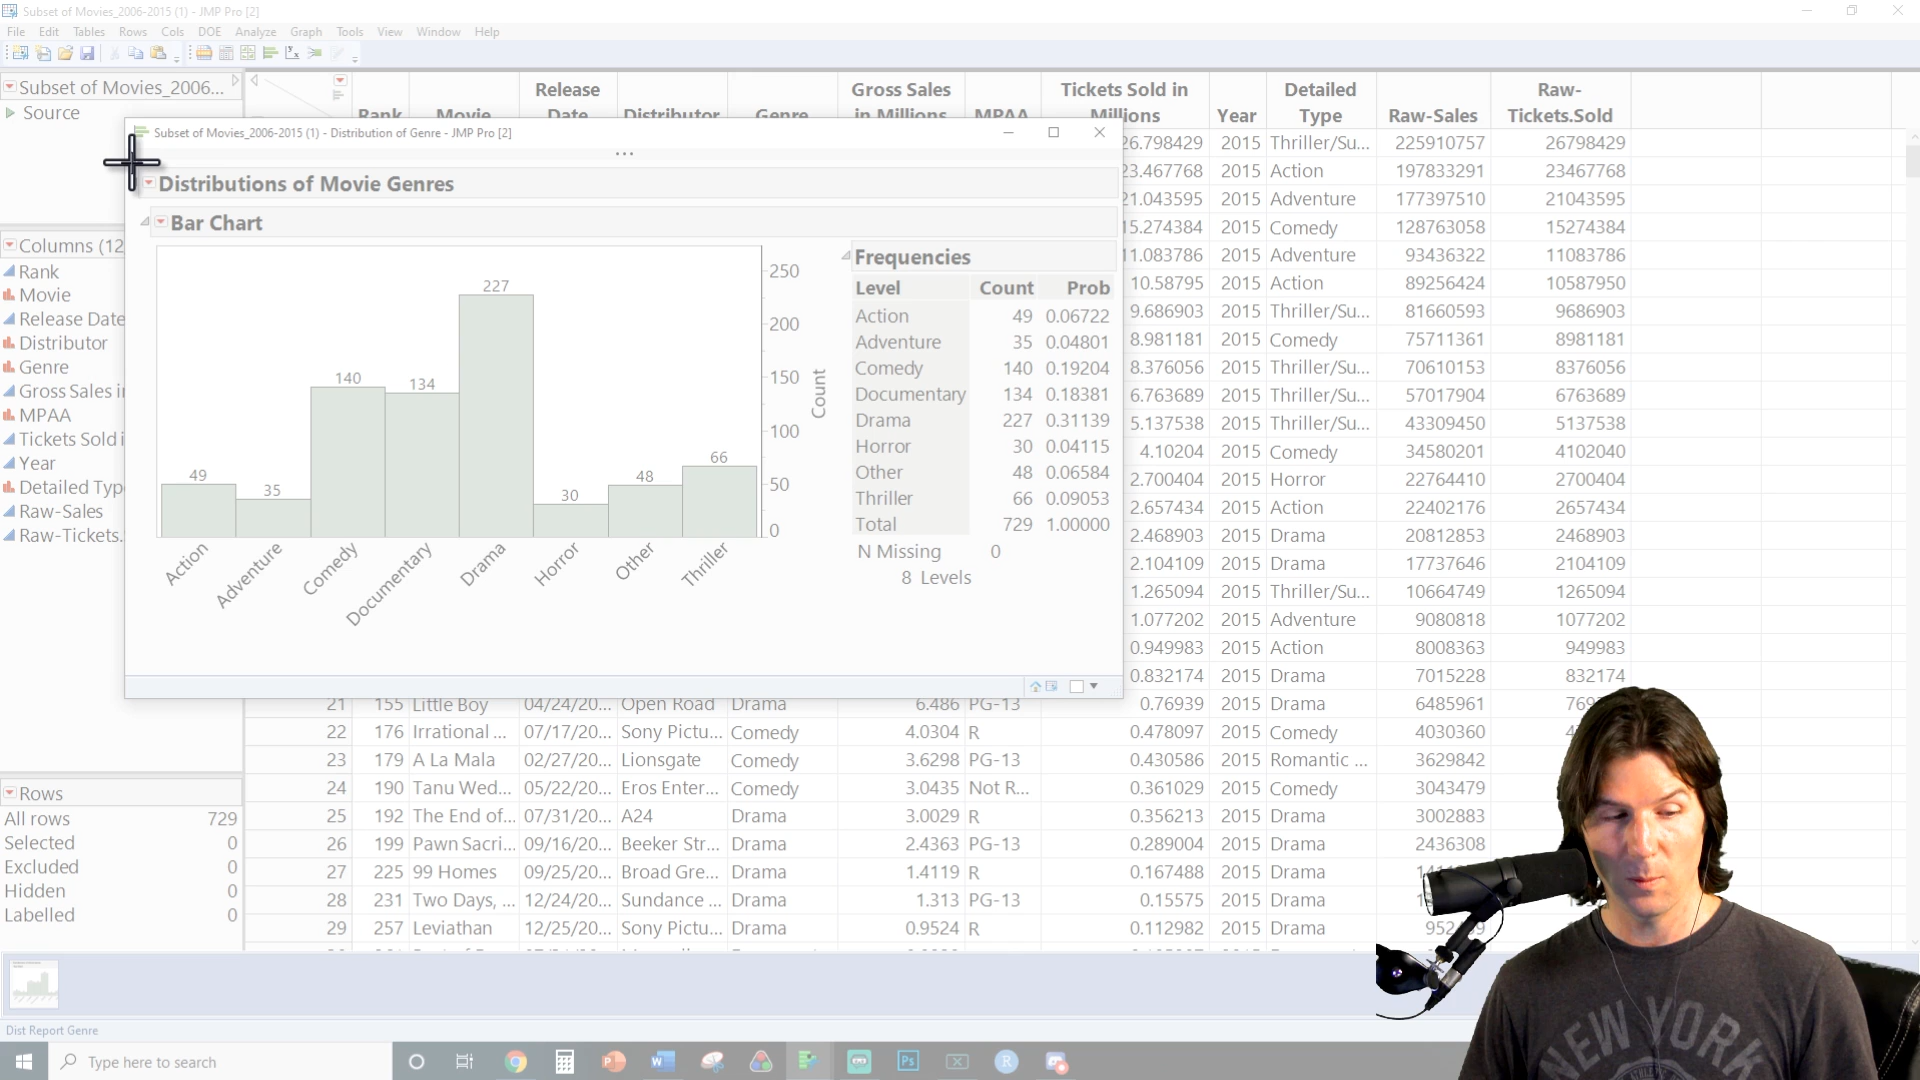 Subset of Movies_2006-2015 (1) - JMP Pro [2]
File Edit Tables Rows Cols DOE Analyze Graph Tools View Window Help
Subset of Movies_2006...
Source
Rank Movie Release Date Distributor Genre Gross Sales in Millions MPAA Tickets Sold in Millions Year Detailed Type Raw-Sales Raw-Tickets.Sold
Subset of Movies_2006-2015 (1) - Distribution of Genre - JMP Pro [2]
Distributions of Movie Genres
Bar Chart
227
140
134
49
35
30
48
66
250
200
150
100
50
0
Count
Action
Adventure
Comedy
Documentary
Drama
Horror
Other
Thriller
Frequencies
Level Count Prob
Action 49 0.06722
Adventure 35 0.04801
Comedy 140 0.19204
Documentary 134 0.18381
Drama 227 0.31139
Horror 30 0.04115
Other 48 0.06584
Thriller 66 0.09053
Total 729 1.00000
N Missing 0
8 Levels
Columns (12
Rank
Movie
Release Date
Distributor
Genre
Gross Sales i
MPAA
Tickets Sold i
Year
Detailed Typ
Raw-Sales
Raw-Tickets.
Rows
All rows 729
Selected 0
Excluded 0
Hidden 0
Labelled 0
26.798429 2015 Thriller/Su... 225910757 26798429
23.467768 2015 Action 197833291 23467768
21.043595 2015 Adventure 177397510 21043595
15.274384 2015 Comedy 128763058 15274384
11.083786 2015 Adventure 93436322 11083786
10.58795 2015 Action 89256424 10587950
9.686903 2015 Thriller/Su... 81660593 9686903
8.981181 2015 Comedy 75711361 8981181
8.376056 2015 Thriller/Su... 70610153 8376056
6.763689 2015 Thriller/Su... 57017904 6763689
5.137538 2015 Thriller/Su... 43309450 5137538
4.10204 2015 Comedy 34580201 4102040
2.700404 2015 Horror 22764410 2700404
2.657434 2015 Action 22402176 2657434
2.468903 2015 Drama 20812853 2468903
2.104109 2015 Drama 17737646 2104109
1.265094 2015 Thriller/Su... 10664749 1265094
1.077202 2015 Adventure 9080818 1077202
0.949983 2015 Action 8008363 949983
0.832174 2015 Drama 7015228 832174
21 155 Little Boy 04/24/20... Open Road Drama 6.486 PG-13 0.76939 2015 Drama 6485961 769
22 176 Irrational ... 07/17/20... Sony Pictu... Comedy 4.0304 R 0.478097 2015 Comedy 4030360
23 179 A La Mala 02/27/20... Lionsgate Comedy 3.6298 PG-13 0.430586 2015 Romantic ... 3629842
24 190 Tanu Wed... 05/22/20... Eros Enter... Comedy 3.0435 Not R... 0.361029 2015 Comedy 3043479
25 192 The End of... 07/31/20... A24 Drama 3.0029 R 0.356213 2015 Drama 3002883
26 199 Pawn Sacri... 09/16/20... Beeker Str... Drama 2.4363 PG-13 0.289004 2015 Drama 2436308
27 225 99 Homes 09/25/20... Broad Gre... Drama 1.4119 R 0.167488 2015 Drama
28 231 Two Days, ... 12/24/20... Sundance ... Drama 1.313 PG-13 0.15575 2015 Drama
29 257 Leviathan 12/25/20... Sony Pictu... Drama 0.9524 R 0.112982 2015 Drama
Dist Report Genre
Type here to search
NEW YORK